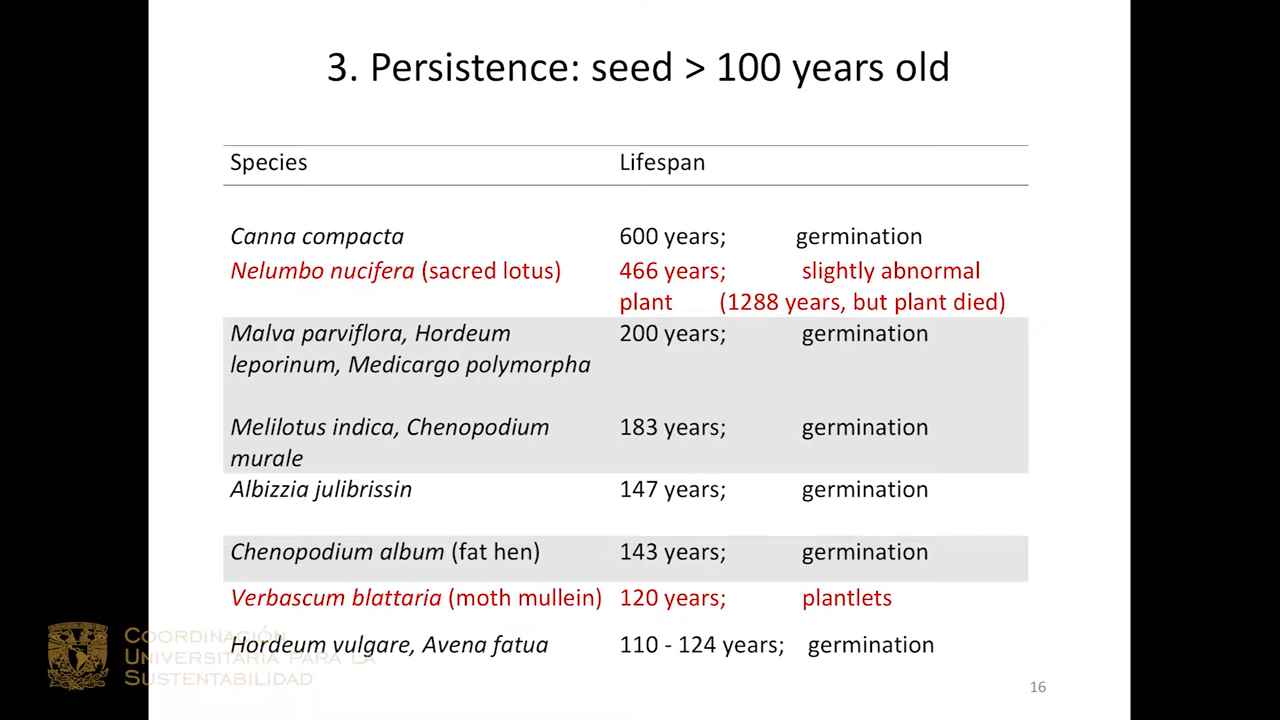 3. Persistence: seed > 100 years old
Species Lifespan
Canna compacta 600 years; germination
Nelumbo nucifera (sacred lotus) 466 years; slightly abnormal
plant (1288 years, but plant died)
Malva parviflora, Hordeum 200 years; germination
leporinum, Medicargo polymorpha
Melilotus indica, Chenopodium 183 years; germination
murale
Albizzia julibrissin 147 years; germination
Chenopodium album (fat hen) 143 years; germination
Verbascum blattaria (moth mullein) 120 years; plantlets
Hordeum vulgare, Avena fatua 110 - 124 years; germination
Coordinación
Universitaria para la
Sustentabilidad
16